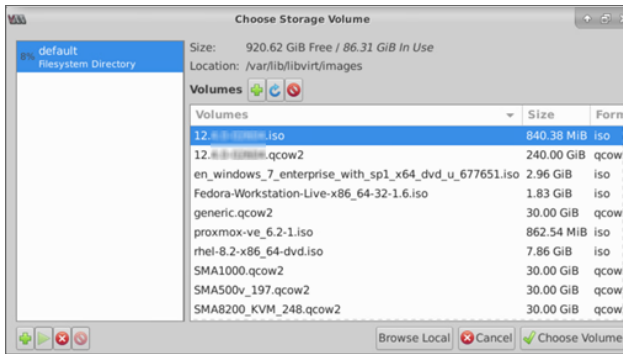 Choose Storage Volume
8%
default
Filesystem Directory
Size: 920.62 GiB Free / 86.31 GiB In Use
Location: /var/lib/libvirt/images
Volumes
Volumes Size Form
12. .iso 840.38 MiB iso
12. .qcow2 240.00 GiB qcow
en_windows_7_enterprise_with_sp1_x64_dvd_u_677651.iso 2.96 GiB iso
Fedora-Workstation-Live-x86_64-32-1.6.iso 1.83 GiB iso
generic.qcow2 30.00 GiB qcow
proxmox-ve_6.2-1.iso 862.54 MiB iso
rhel-8.2-x86_64-dvd.iso 7.86 GiB iso
SMA1000.qcow2 30.00 GiB qcow
SMA500v_197.qcow2 30.00 GiB qcow
SMA8200_KVM_248.qcow2 30.00 GiB qcow
Browse Local Cancel Choose Volume